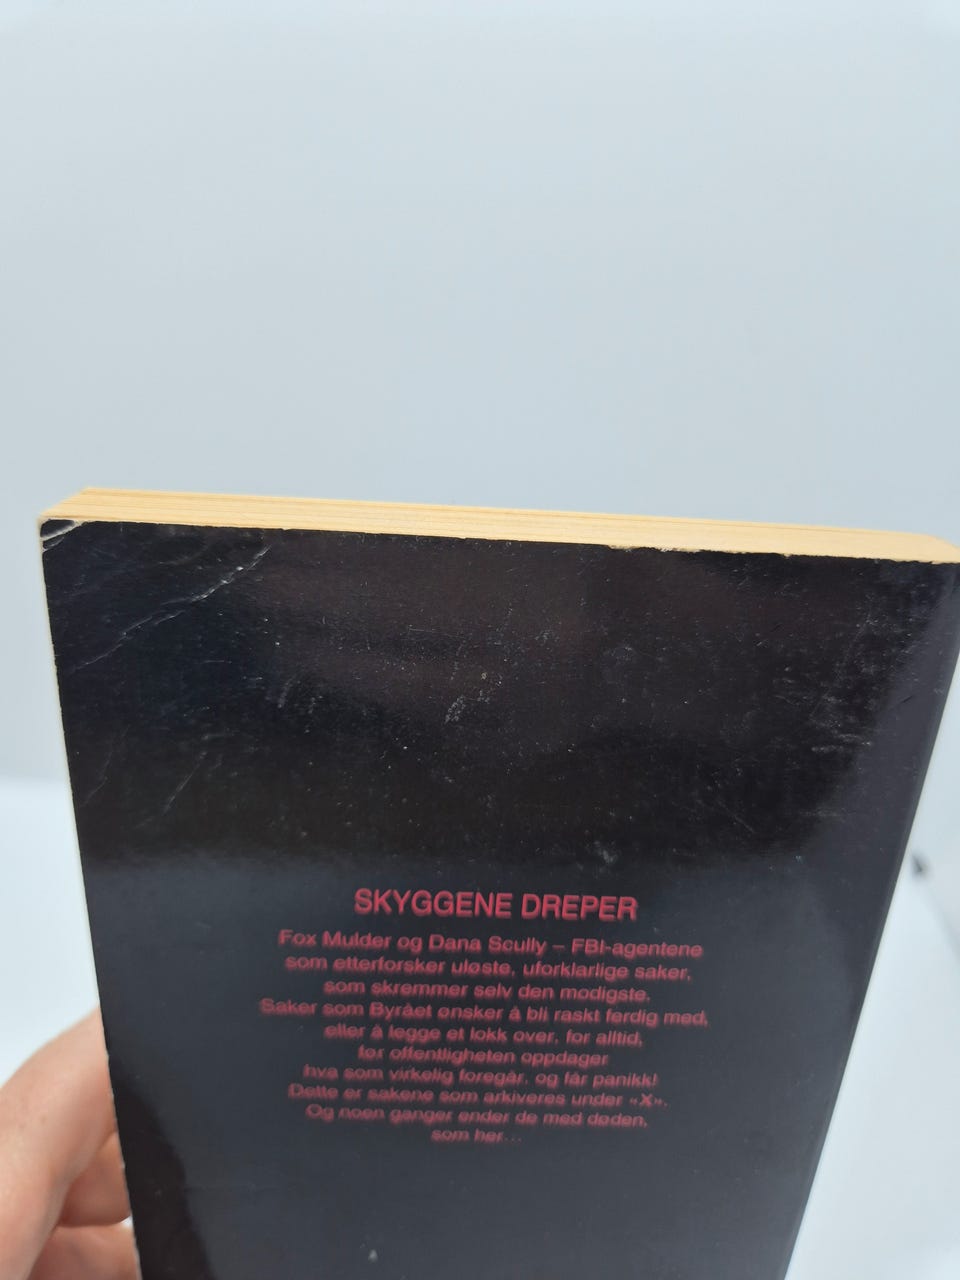 SKYGGENE DREPER
Fox Mulder og Dana Scully – FBI-agentene
som etterforsker uløste, uforklarlige saker,
som skremmer selv den modigste.
Saker som Byrået ønsker å bli raskt ferdig med,
eller å legge et lokk over, for alltid,
før offentligheten oppdager
hva som virkelig foregår, og får panikk!
Dette er sakene som arkiveres under «X».
Og noen ganger ender de med døden,
som her...